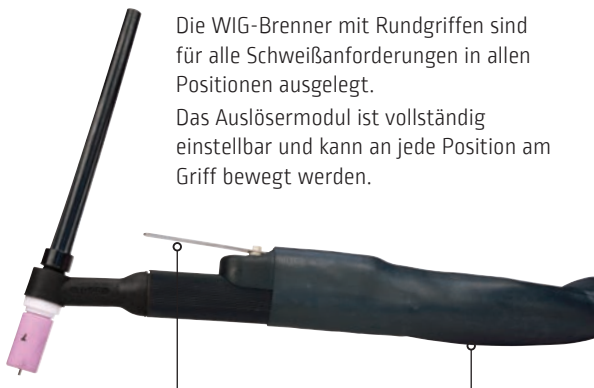 Die WIG-Brenner mit Rundgriffen sind
für alle Schweißanforderungen in allen
Positionen ausgelegt.
Das Auslösermodul ist vollständig
einstellbar und kann an jede Position am
Griff bewegt werden.